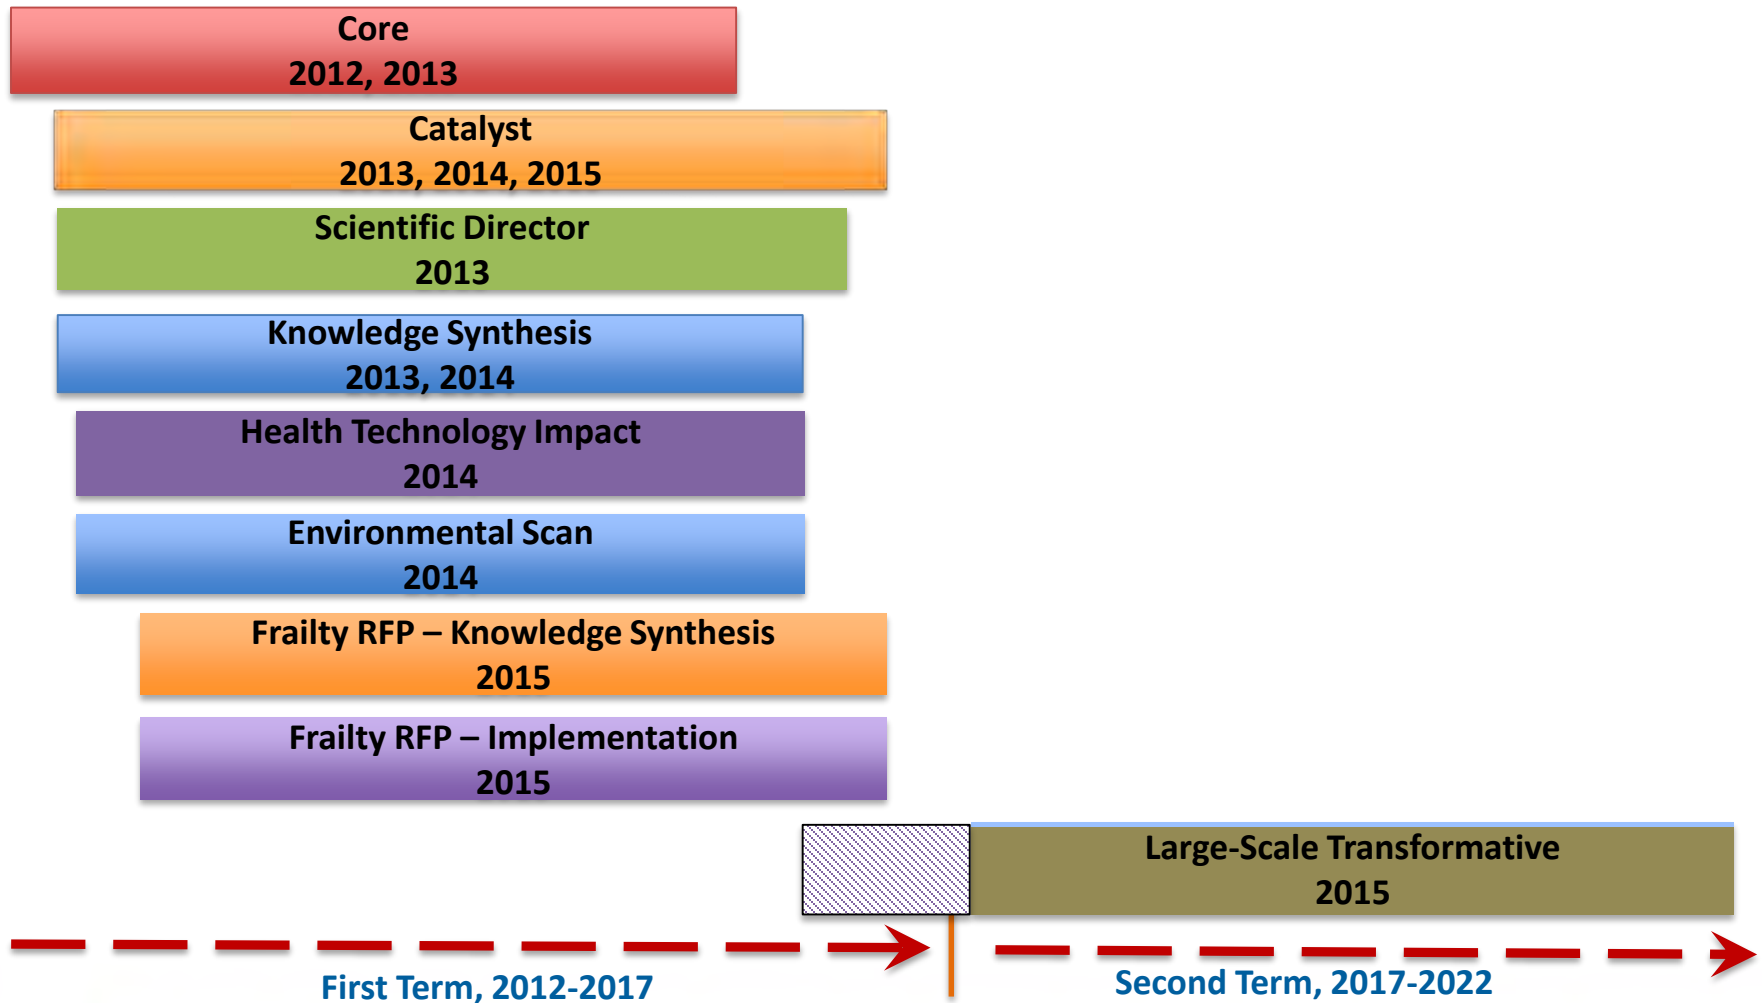 Core
2012, 2013
Catalyst
2013, 2014, 2015
Scientific Director
2013
Knowledge Synthesis
2013, 2014
Health Technology Impact
2014
Environmental Scan
2014
Frailty RFP – Knowledge Synthesis
2015
Frailty RFP – Implementation
2015
Large-Scale Transformative
2015
First Term, 2012-2017
Second Term, 2017-2022